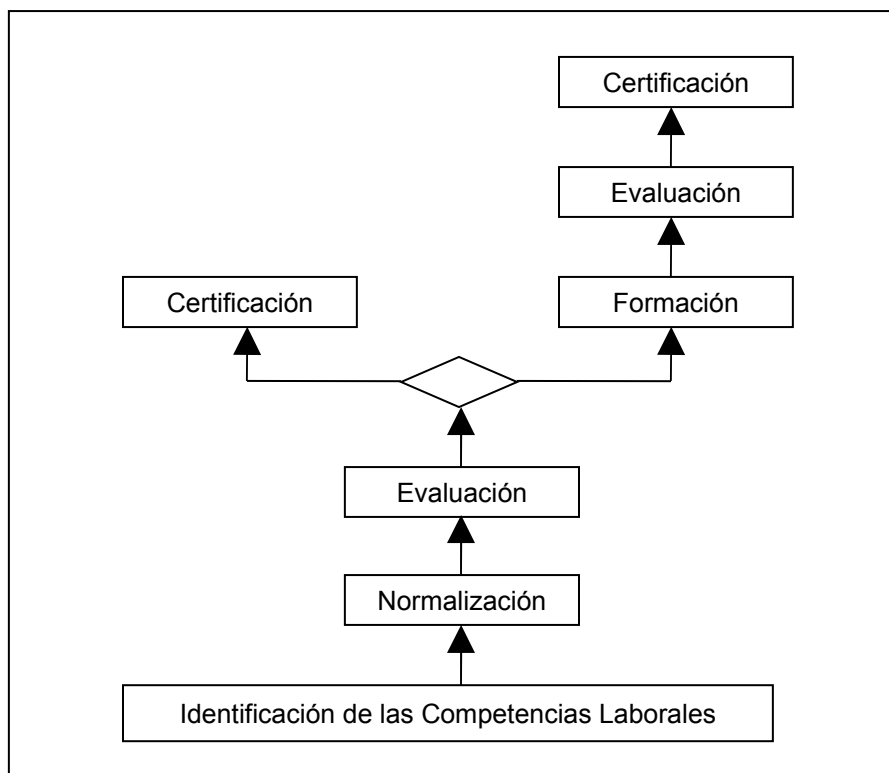 Certificación
Evaluación
Certificación
Formación
Evaluación
Normalización
Identificación de las Competencias Laborales